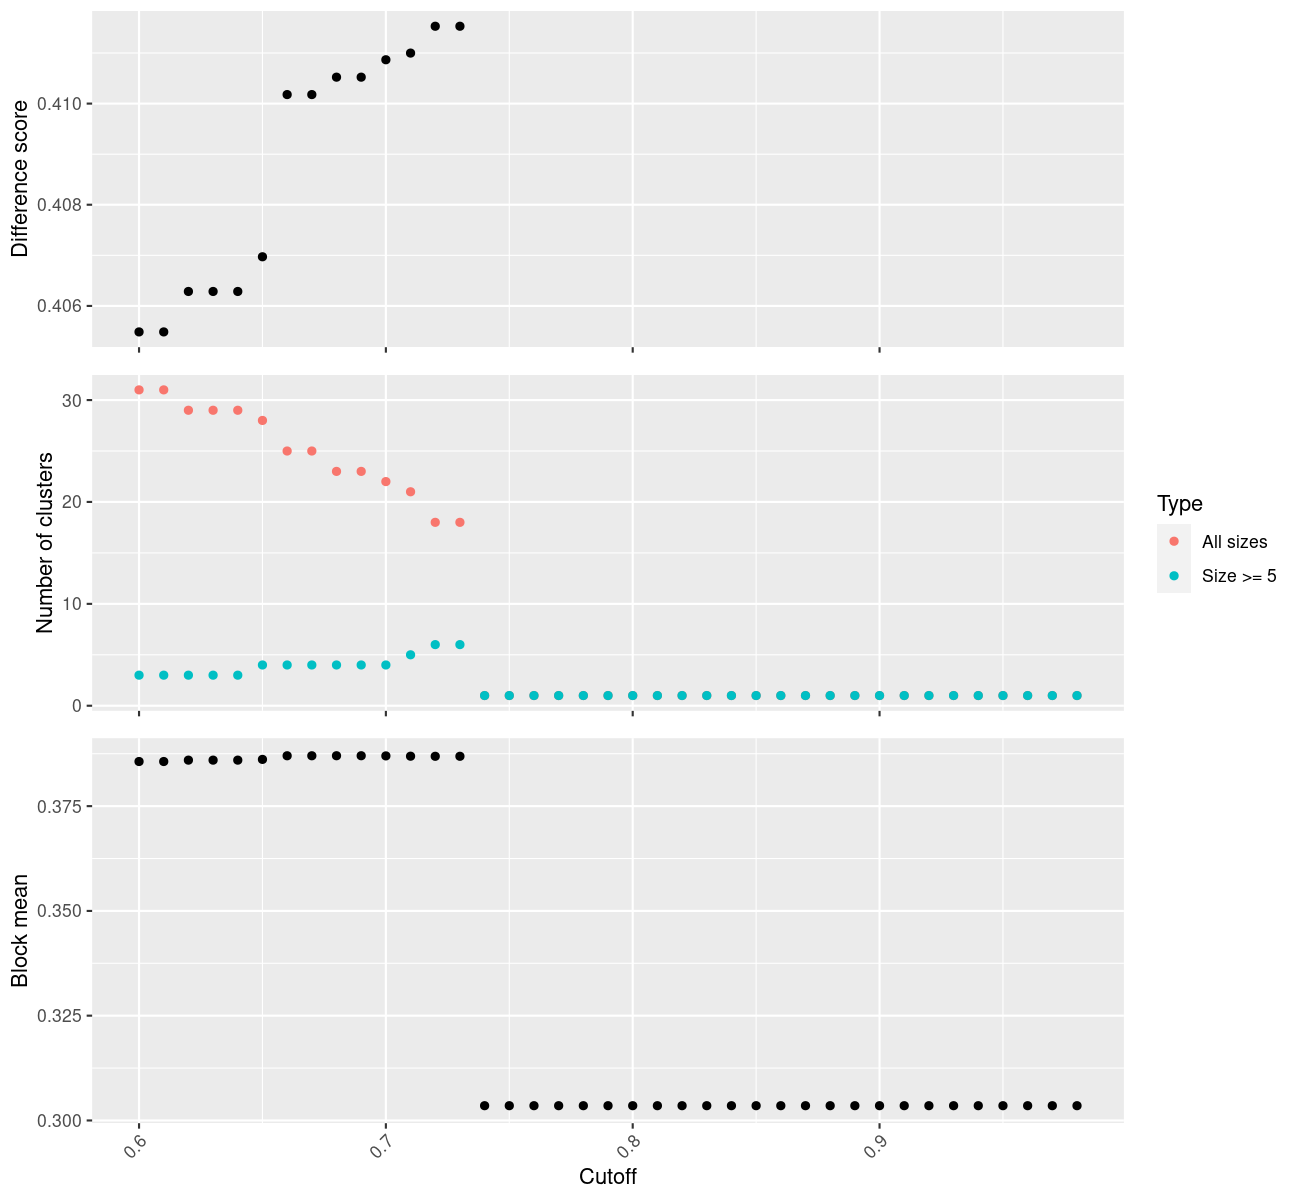 Difference score
0.410
0.408
0.406
Number of clusters
30
20
10
0
Type
All sizes
Size >= 5
Block mean
0.375
0.350
0.325
0.300
0.6
0.7
0.8
0.9
Cutoff